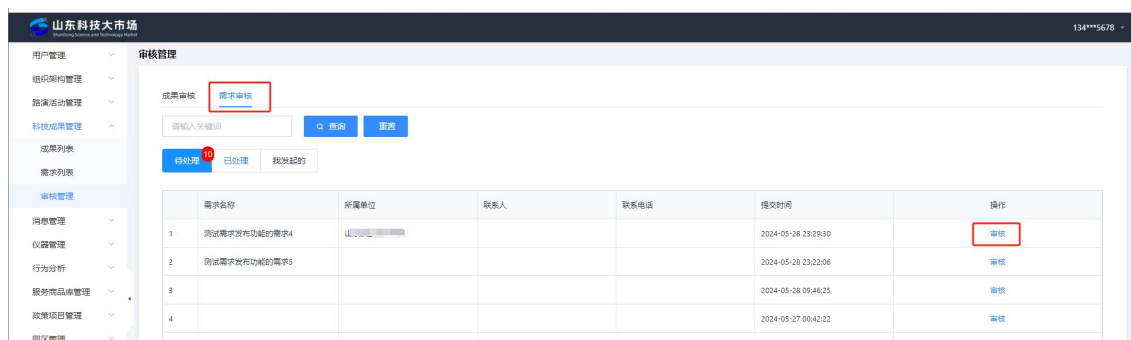 山东科技大市场
ShanDong Science and Technology Market
134***5678
用户管理
组织架构管理
路演活动管理
科技成果管理
成果列表
需求列表
审核管理
消息管理
仪器管理
行为分析
服务商品库管理
政策项目管理
园区管理
审核管理
成果审核 需求审核
请输入关键词 查询 重置
待处理 10 已处理 我发起的
需求名称 所属单位 联系人 联系电话 提交时间 操作
1 测试需求发布功能的需求4 2024-05-28 23:29:30 审核
2 测试需求发布功能的需求5 2024-05-28 23:22:06 审核
3 2024-05-28 09:46:25 审核
4 2024-05-27 00:42:22 审核